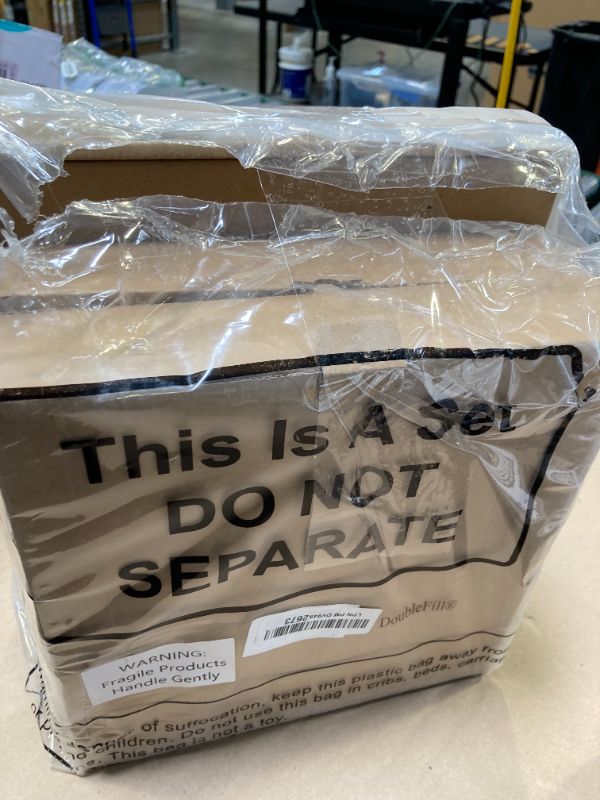 This Is A Set
DO NOT
SEPARATE
DoubleFill®
WARNING:
Fragile Products
Handle Gently
of suffocation, keep this plastic bag away from
children. Do not use this bag in cribs, beds,
This bag is not a toy.